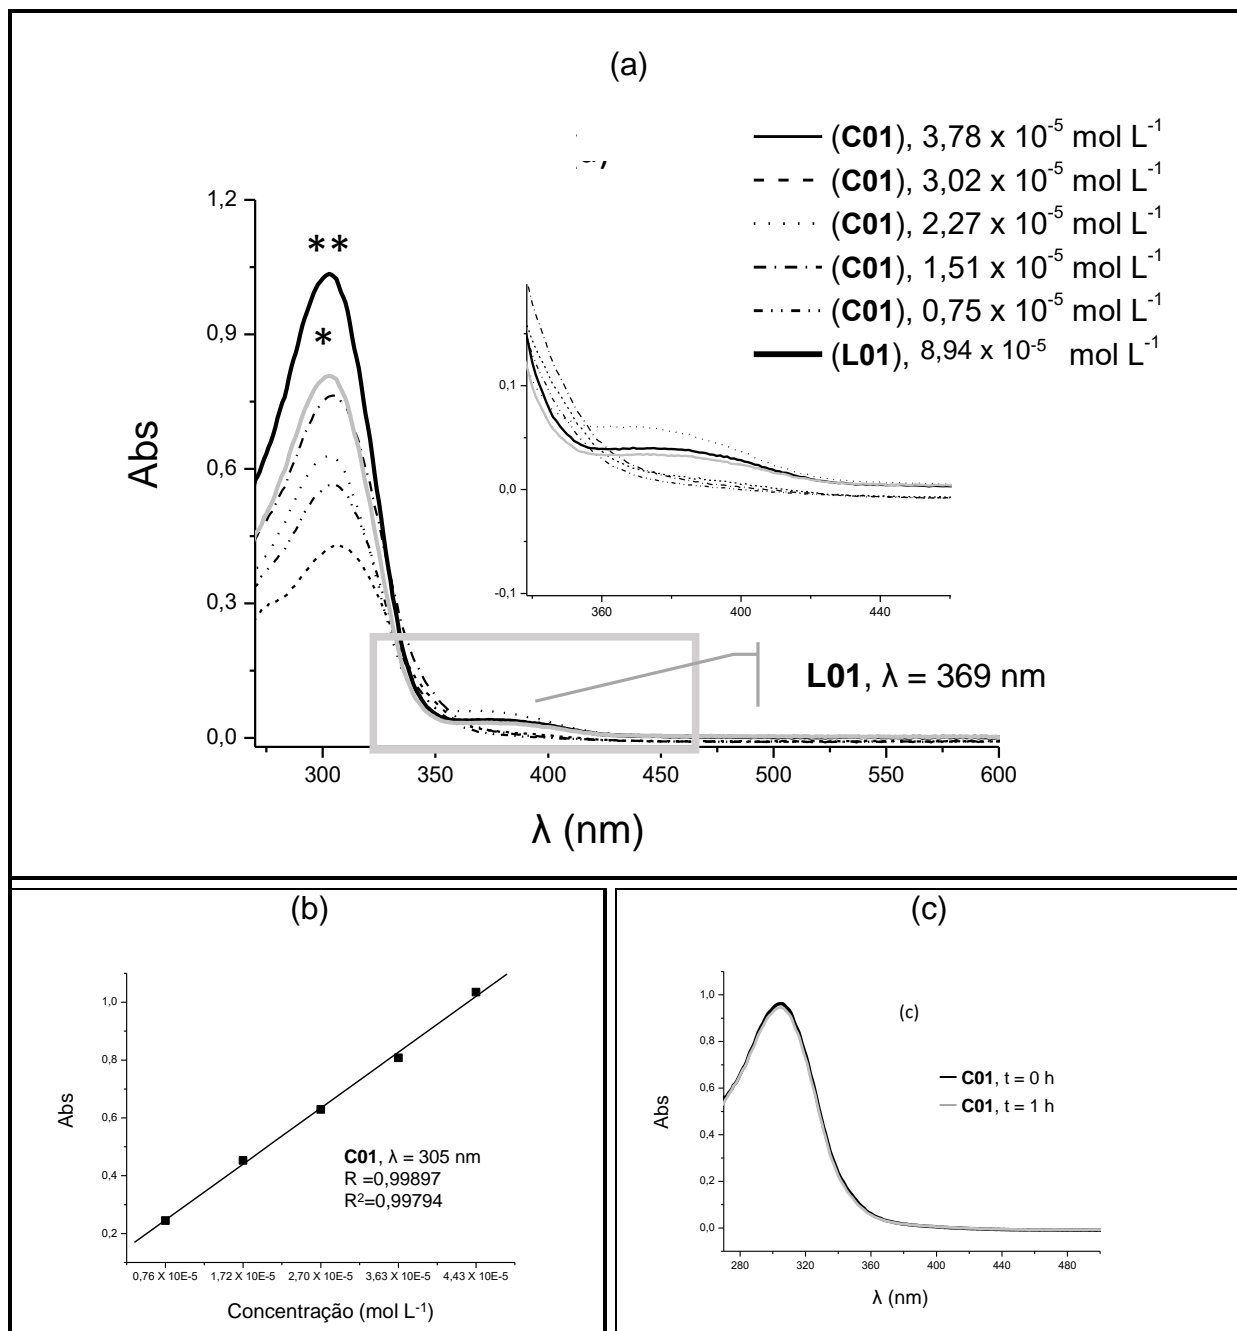 (a)
(C01), 3,78 x 10-5 mol L-1
(C01), 3,02 x 10-5 mol L-1
(C01), 2,27 x 10-5 mol L-1
(C01), 1,51 x 10-5 mol L-1
(C01), 0,75 x 10-5 mol L-1
(L01), 8,94 x 10-5 mol L-1
1,2
**
0,9
*
Abs
0,6
0,3
0,0
0,1
0,0
-0,1
360 400 440
L01, λ = 369 nm
300 350 400 450 500 550 600
λ (nm)
(b)
1,0
0,8
Abs
0,6
0,4
0,2
C01, λ = 305 nm
R =0,99897
R2=0,99794
0,76 X 10E-5 1,72 X 10E-5 2,70 X 10E-5 3,63 X 10E-5 4,43 X 10E-5
Concentração (mol L-1)
(c)
1,0
(c)
0,8
C01, t = 0 h
C01, t = 1 h
0,6
Abs
0,4
0,2
0,0
280 320 360 400 440 480
λ (nm)